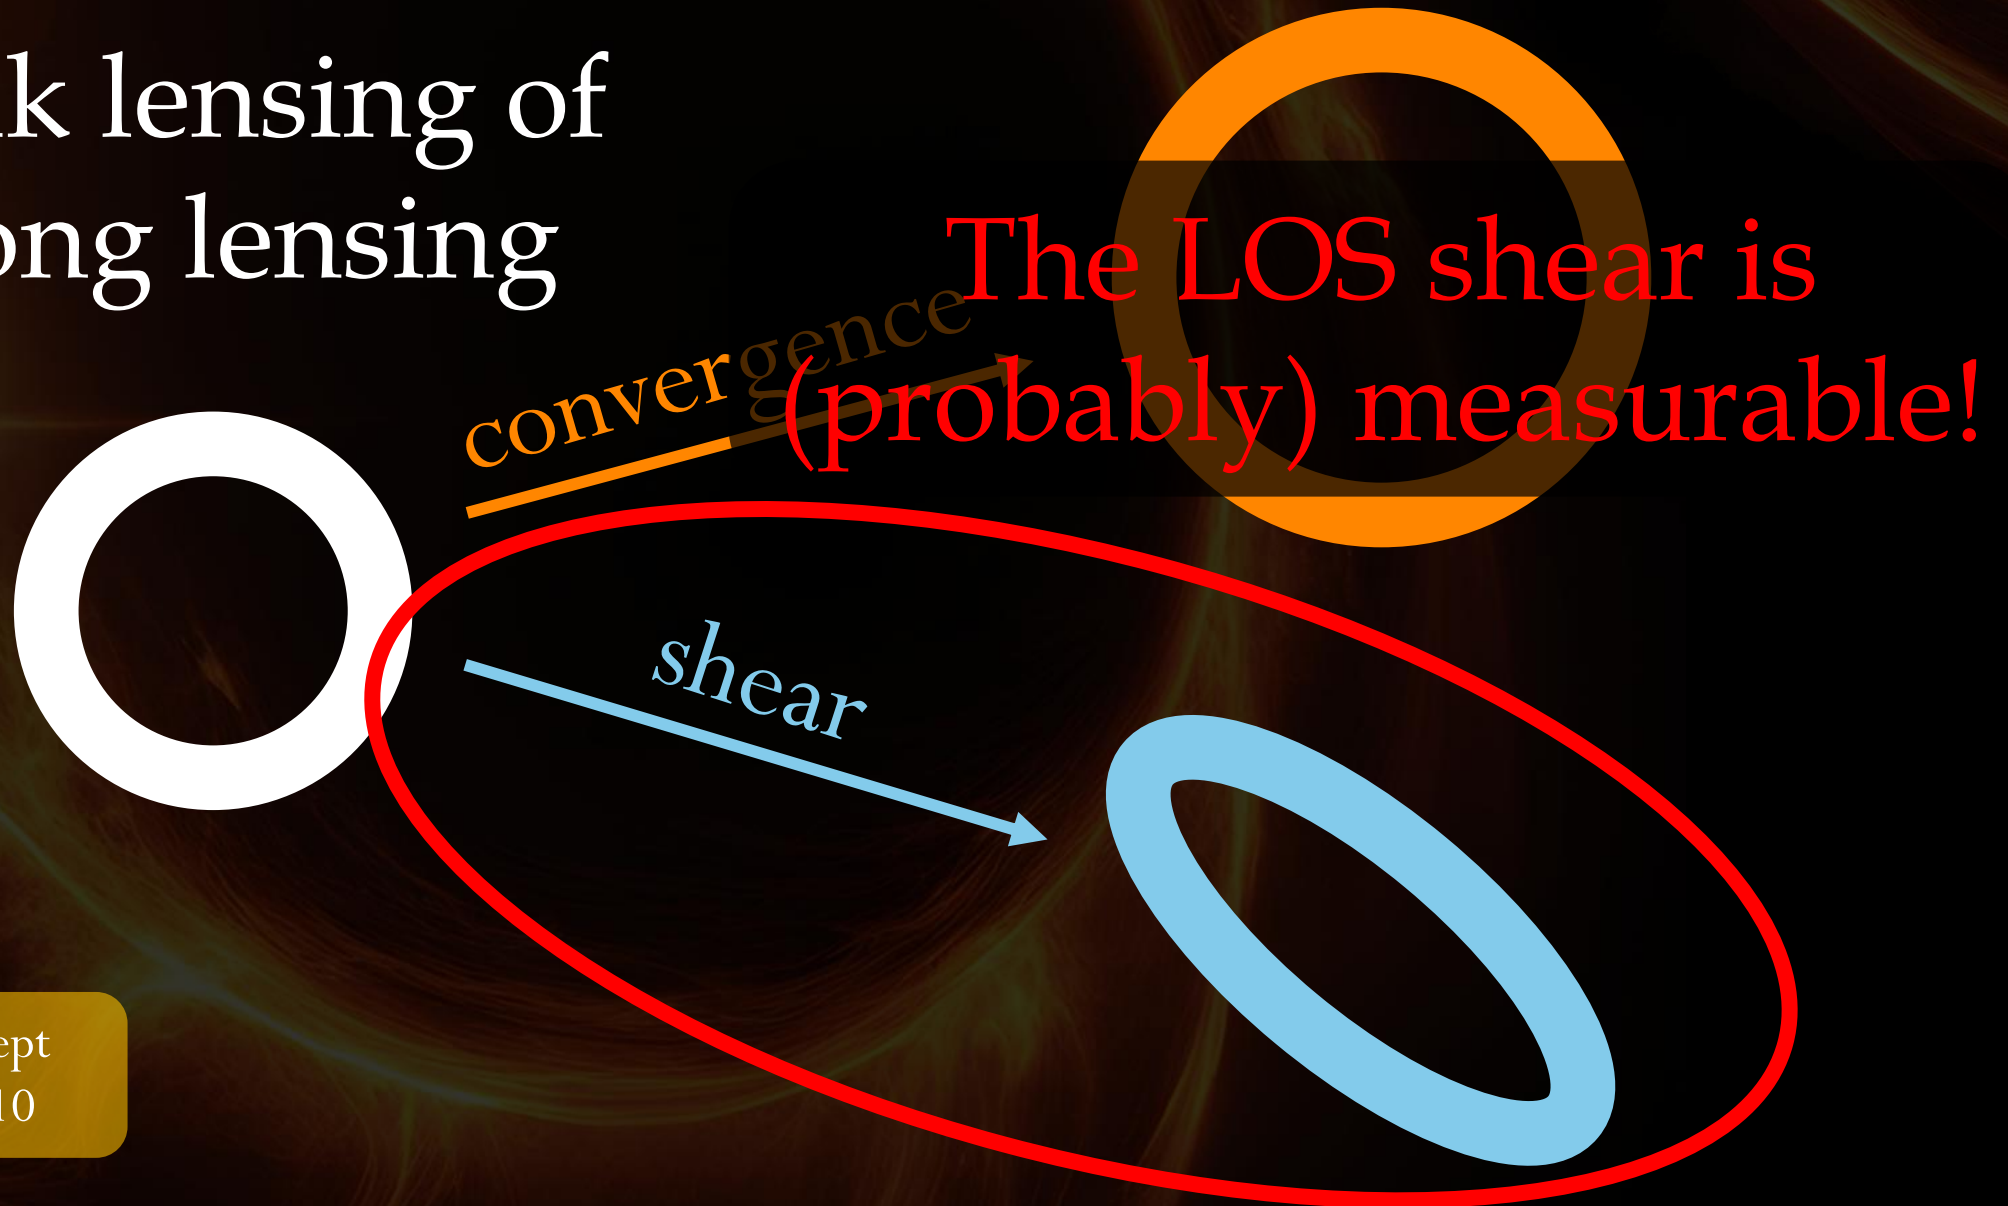 k lensing of
ong lensing
The LOS shear is
(probably) measurable!
convergence
shear
ept
10